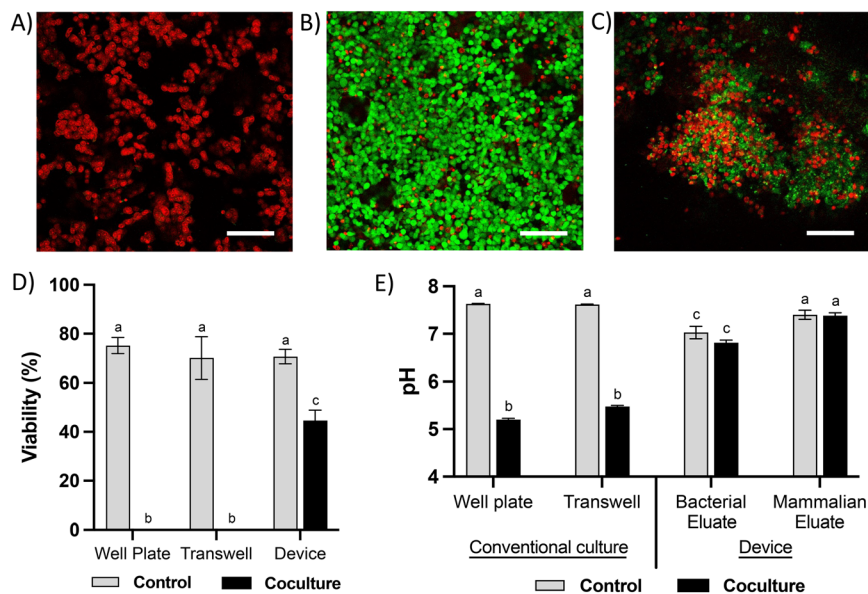 A)
B)
C)
D)
100
80
60
40
20
0
Viability (%)
a
b
a
b
a
c
Well Plate
Transwell
Device
Control
Coculture
E)
8
7
6
5
4
pH
a
b
a
b
c
c
a
a
Well plate
Transwell
Bacterial
Eluate
Mammalian
Eluate
Conventional culture
Device
Control
Coculture